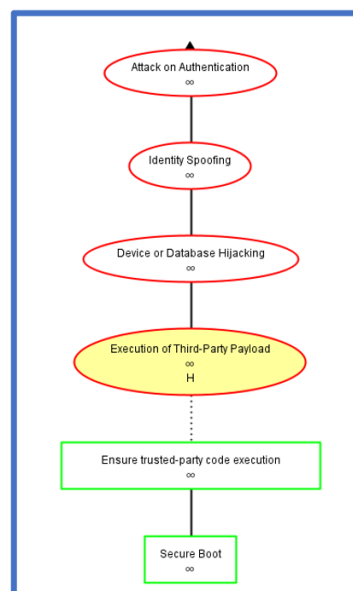 Attack on Authentication
∞
Identity Spoofing
∞
Device or Database Hijacking
∞
Execution of Third-Party Payload
∞
H
Ensure trusted-party code execution
∞
Secure Boot
∞